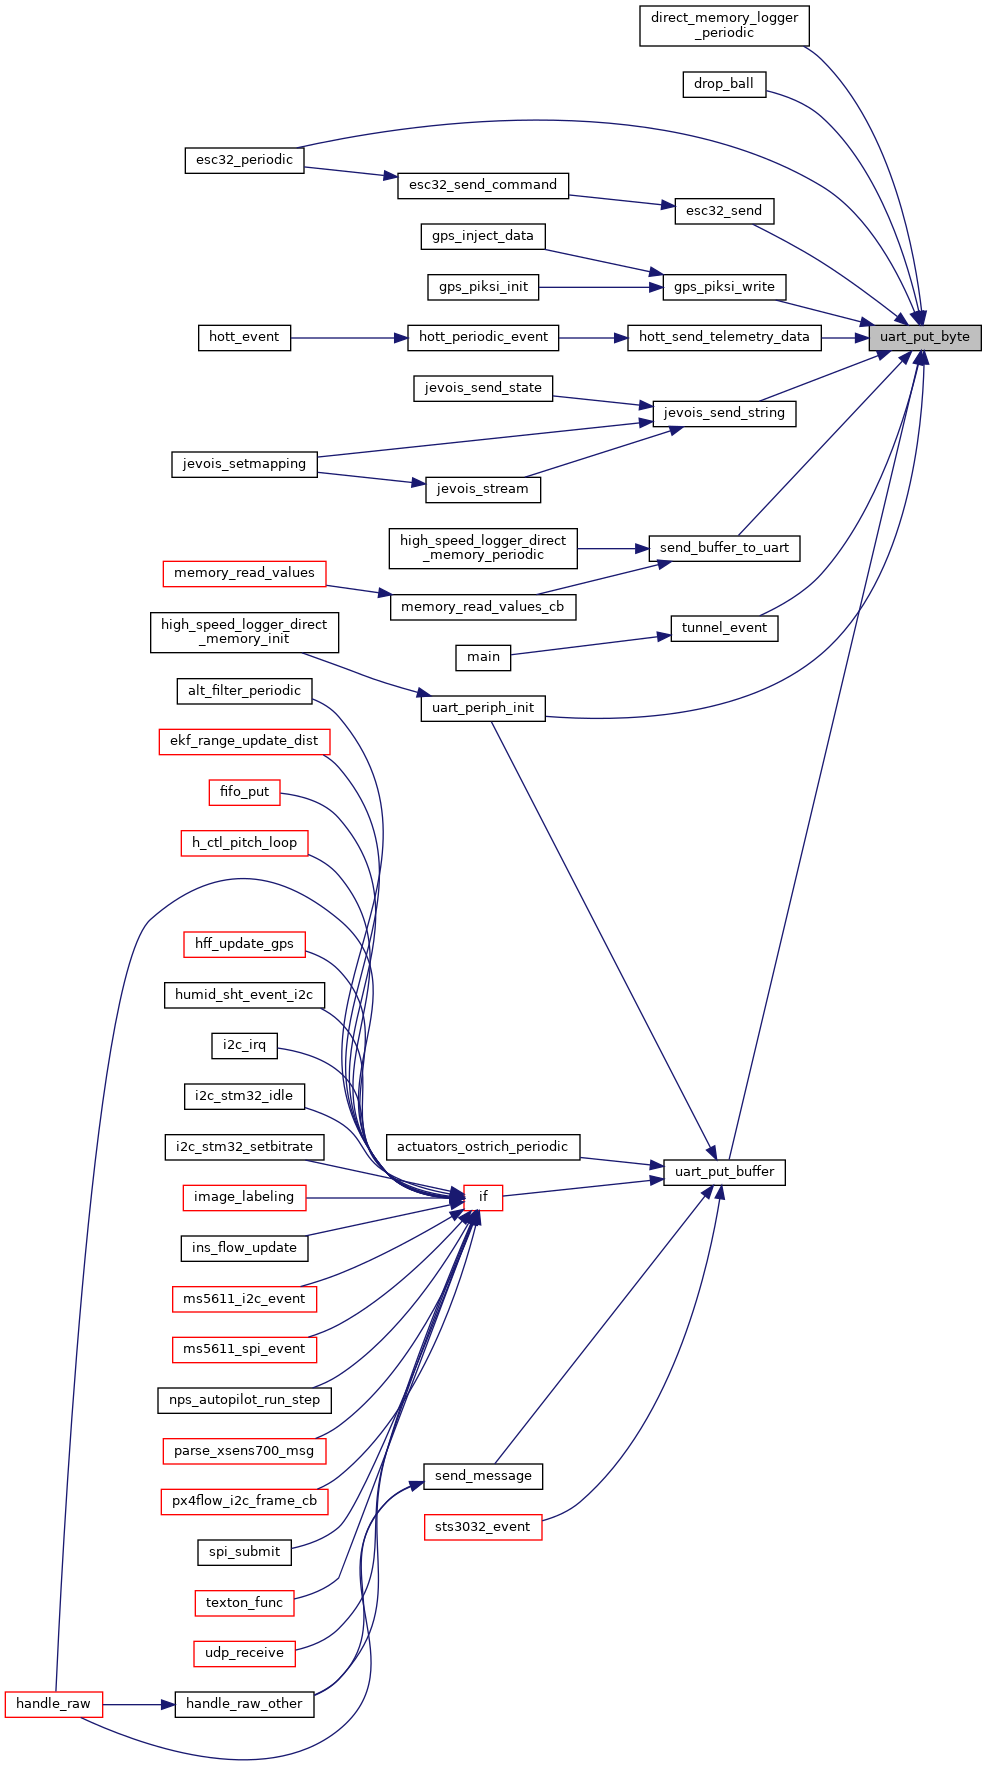 direct_memory_logger
_periodic
drop_ball
esc32_periodic
esc32_send_command
esc32_send
gps_inject_data
gps_piksi_init
gps_piksi_write
hott_event
hott_periodic_event
hott_send_telemetry_data
uart_put_byte
jevois_send_state
jevois_send_string
jevois_setmapping
jevois_stream
high_speed_logger_direct
_memory_periodic
send_buffer_to_uart
memory_read_values
memory_read_values_cb
high_speed_logger_direct
_memory_init
tunnel_event
main
alt_filter_periodic
uart_periph_init
ekf_range_update_dist
fifo_put
h_ctl_pitch_loop
hff_update_gps
humid_sht_event_i2c
i2c_irq
i2c_stm32_idle
i2c_stm32_setbitrate
actuators_ostrich_periodic
uart_put_buffer
image_labeling
if
ins_flow_update
ms5611_i2c_event
ms5611_spi_event
nps_autopilot_run_step
parse_xsens700_msg
send_message
px4flow_i2c_frame_cb
sts3032_event
spi_submit
texton_func
udp_receive
handle_raw
handle_raw_other